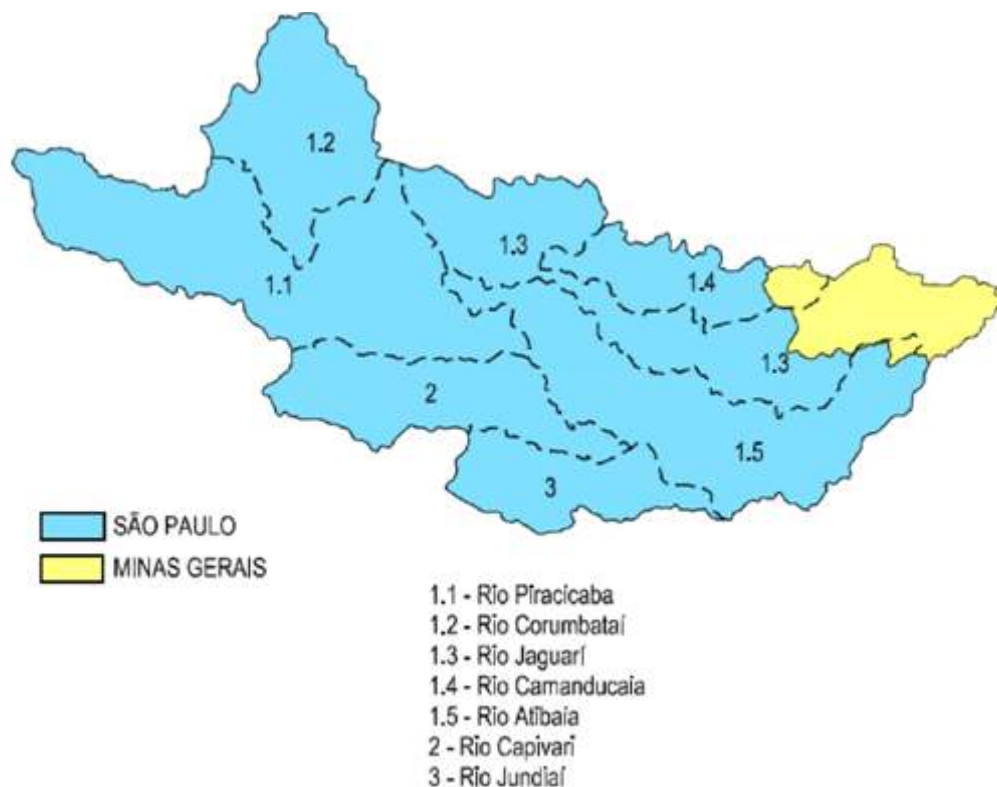 1.2
1.3
1.4
1.1
1.3
2
1.5
3
SÃO PAULO
MINAS GERAIS
1.1 - Rio Piracicaba
1.2 - Rio Corumbataí
1.3 - Rio Jaguarí
1.4 - Rio Camanducaia
1.5 - Rio Atibaia
2 - Rio Capivari
3 - Rio Jundiaí